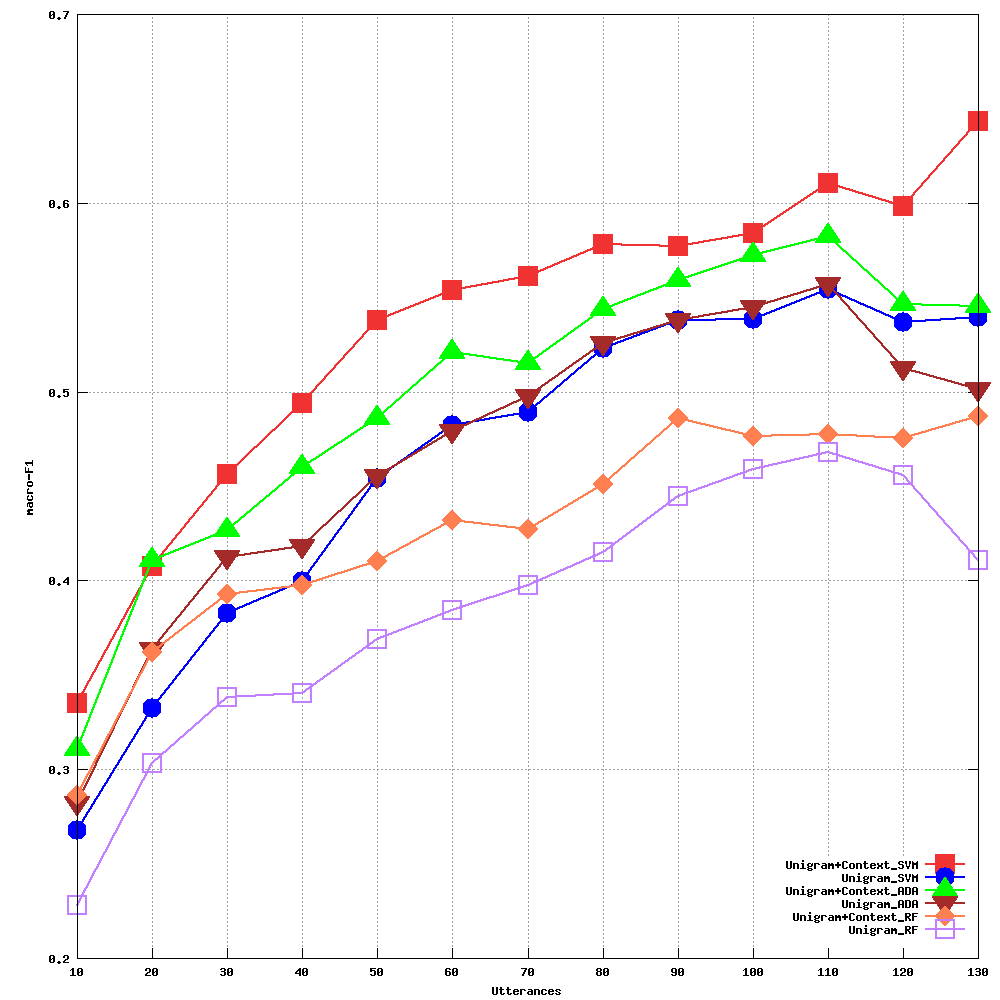 0.7
0.6
0.5
0.4
0.3
0.2
macro-F1
10 20 30 40 50 60 70 80 90 100 110 120 130
Utterances
Unigram+Context_SVM
Unigram_SVM
Unigram+Context_ADA
Unigram_ADA
Unigram+Context_RF
Unigram_RF